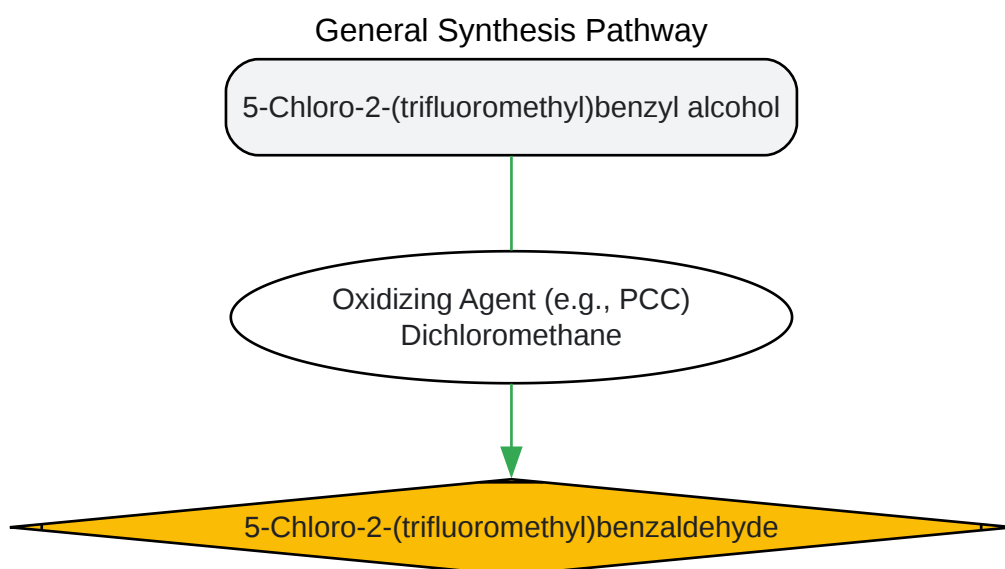 General Synthesis Pathway
5-Chloro-2-(trifluoromethyl)benzyl alcohol
Oxidizing Agent (e.g., PCC)
Dichloromethane
5-Chloro-2-(trifluoromethyl)benzaldehyde